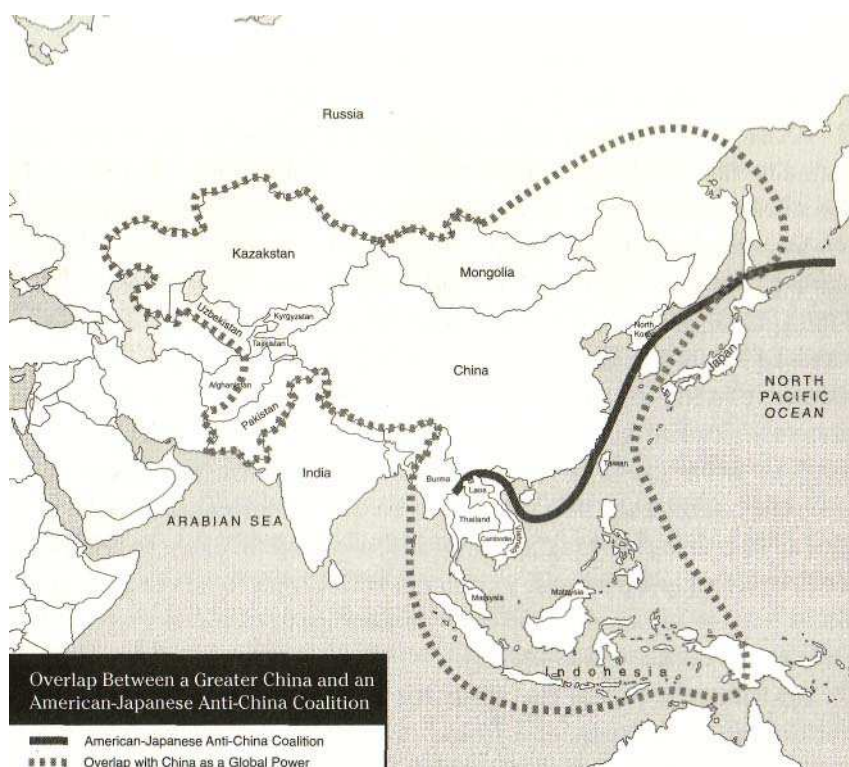 Russia
Kazakstan
Mongolia
Uzbekistan
Kyrgyzstan
Tajikistan
North
Korea
Japan
China
Afghanistan
Pakistan
NORTH
PACIFIC
OCEAN
India
Burma
Laos
Taiwan
ARABIAN SEA
Thailand
Vietnam
Cambodia
Malaysia
Malaysia
Indonesia
Overlap Between a Greater China and an
American-Japanese Anti-China Coalition
American-Japanese Anti-China Coalition
Overlap with China as a Global Power